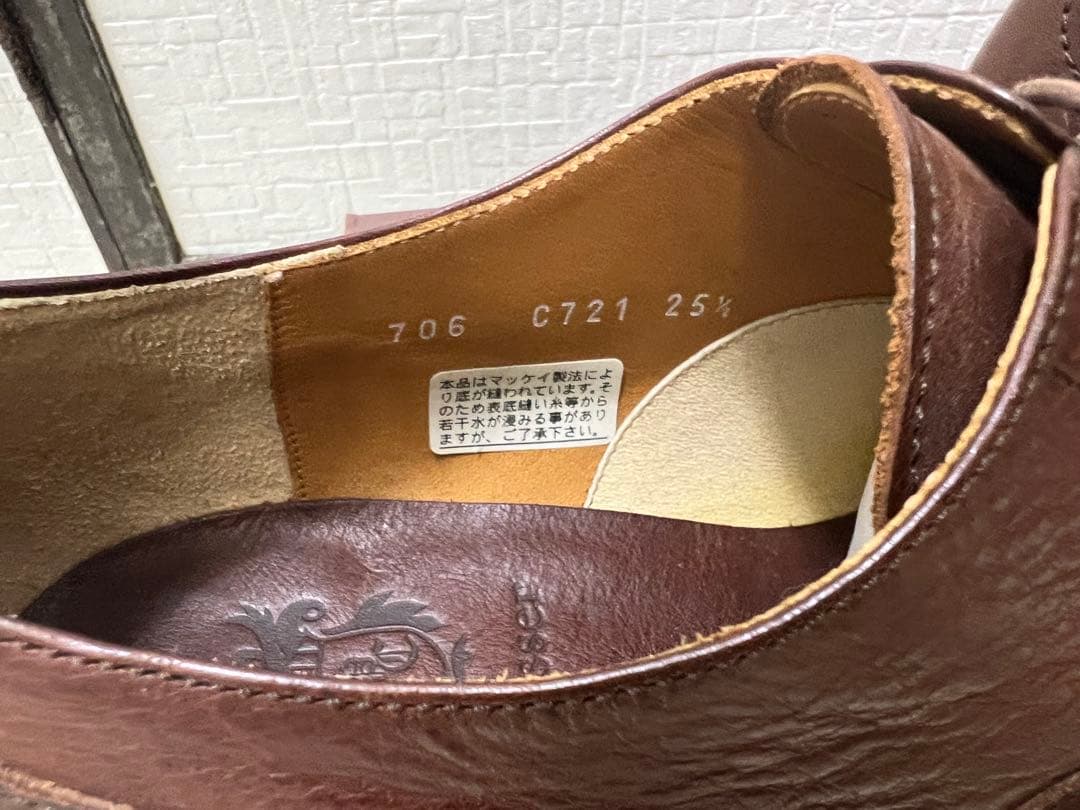 706 C721 25½
本品はマッケイ製法によ
り底が縫われています。そ
のため表底縫い糸等から
若干水が浸みる事があり
ますが、ご了承下さい。
sser